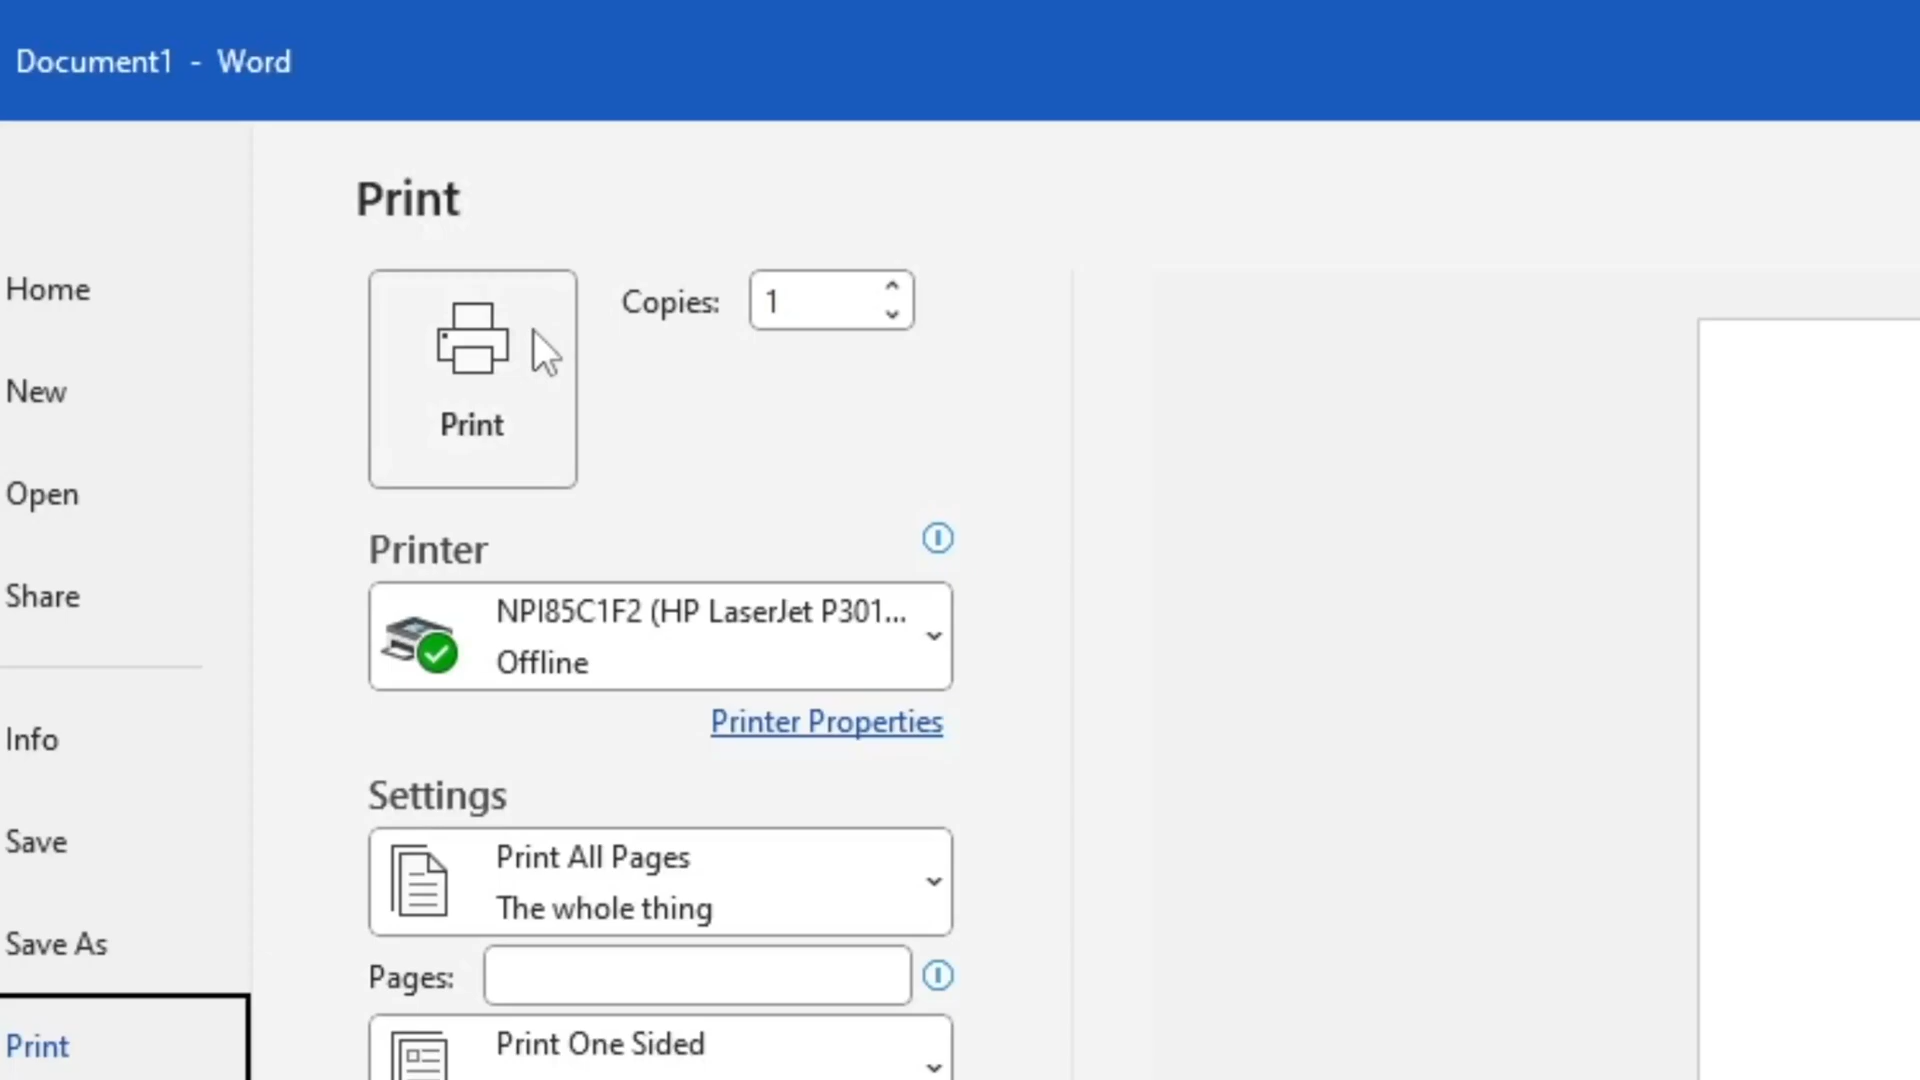 Document1 - Word
Print
Home
New
Open
Share
Info
Save
Save As
Print
Print
Copies: 1
Printer
NPI85C1F2 (HP LaserJet P301...
Offline
Printer Properties
Settings
Print All Pages
The whole thing
Pages:
Print One Sided